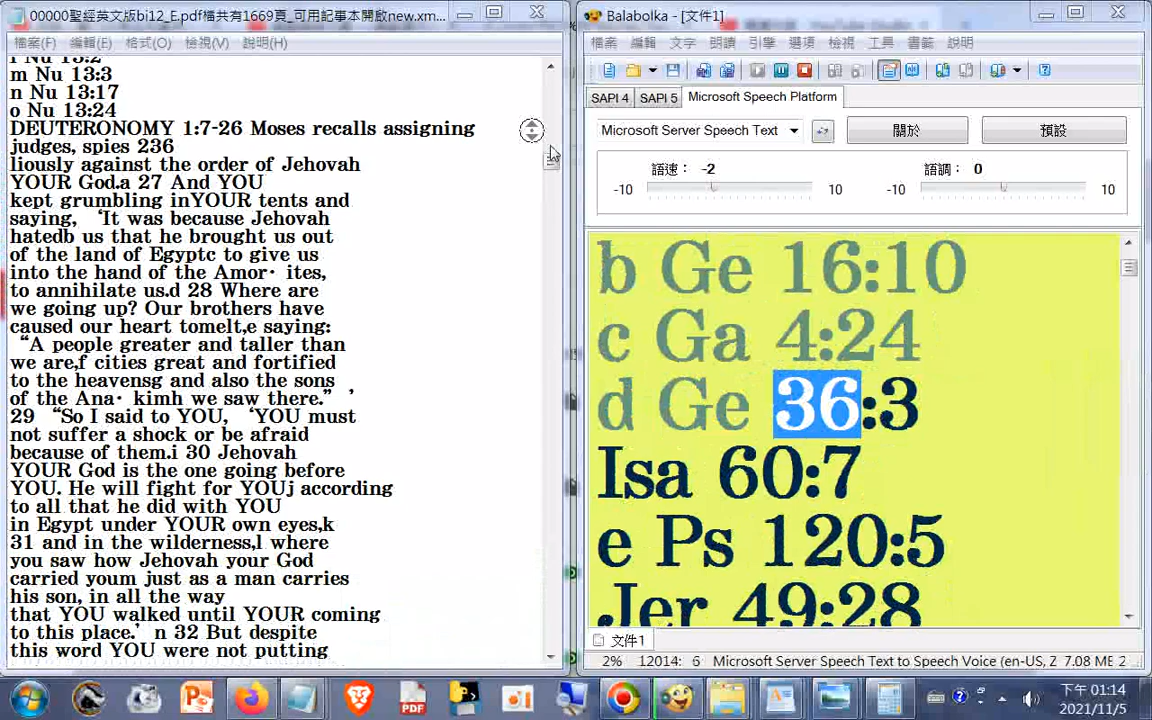 00000聖經英文版bi12_E.pdf檔共有1669頁_可用記事本開啟new.xm...
檔案(F) 編輯(E) 格式(O) 檢視(V) 說明(H)
m Nu 13:3
n Nu 13:17
o Nu 13:24
DEUTERONOMY 1:7-26 Moses recalls assigning
judges, spies 236
liously against the order of Jehovah
YOUR God.a 27 And YOU
kept grumbling inYOUR tents and
saying, ‘It was because Jehovah
hatedb us that he brought us out
of the land of Egyptc to give us
into the hand of the Amor· ites,
to annihilate us.d 28 Where are
we going up? Our brothers have
caused our heart tomelt,e saying:
“A people greater and taller than
we are,f cities great and fortified
to the heavensg and also the sons
of the Ana· kimh we saw there.” ’
29 “So I said to YOU, ‘YOU must
not suffer a shock or be afraid
because of them.i 30 Jehovah
YOUR God is the one going before
YOU. He will fight for YOUj according
to all that he did with YOU
in Egypt under YOUR own eyes,k
31 and in the wilderness,l where
you saw how Jehovah your God
carried youm just as a man carries
his son, in all the way
that YOU walked until YOUR coming
to this place.’ n 32 But despite
this word YOU were not putting
Balabolka - [文件1]
檔案 編輯 文字 朗讀 引擎 選項 檢視 工具 書籤 說明
SAPI 4 SAPI 5 Microsoft Speech Platform
Microsoft Server Speech Text 關於 預設
語速: -2 語調: 0
-10 10 -10 10
b Ge 16:10
c Ga 4:24
d Ge 36:3
Isa 60:7
e Ps 120:5
Jer 49:28
文件1
2% 12014: 6 Microsoft Server Speech Text to Speech Voice (en-US, Z 7.08 ME 2
下午 01:14
2021/11/5